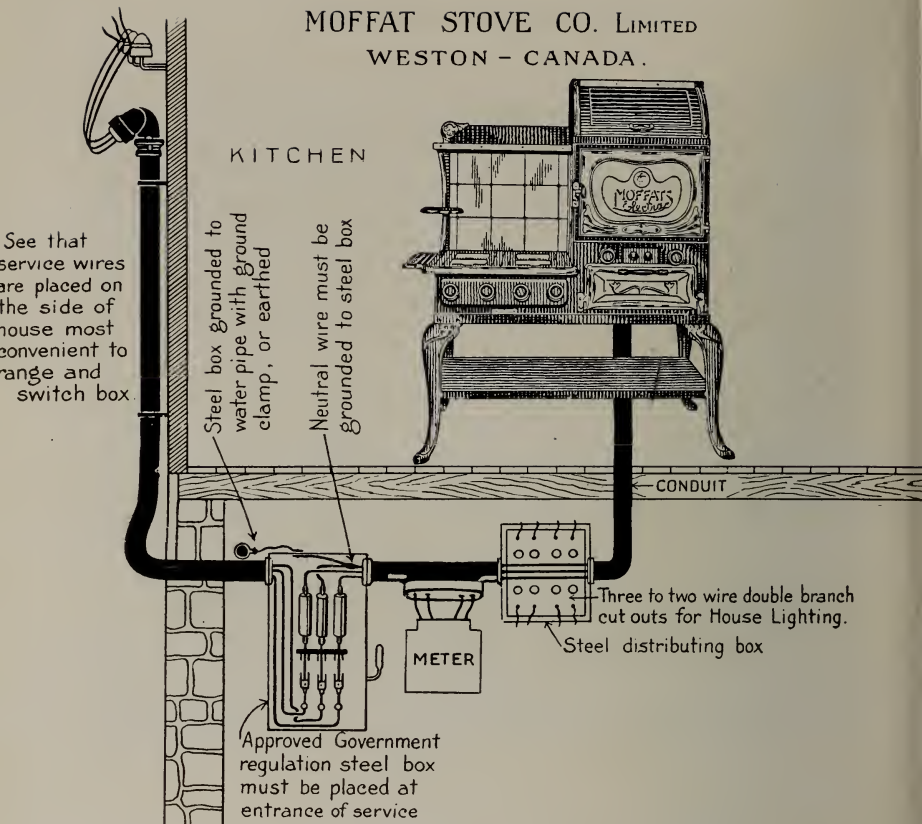 MOFFAT STOVE CO. LIMITED
WESTON - CANADA.
KITCHEN
MOFFATS
Electric
See that
service wires
are placed on
the side of
house most
convenient to
range and
switch box
Steel box grounded to
water pipe with ground
clamp, or earthed
Neutral wire must be
grounded to steel box
CONDUIT
Three to two wire double branch
cut outs for House Lighting.
Steel distributing box
METER
Approved Government
regulation steel box
must be placed at
entrance of service